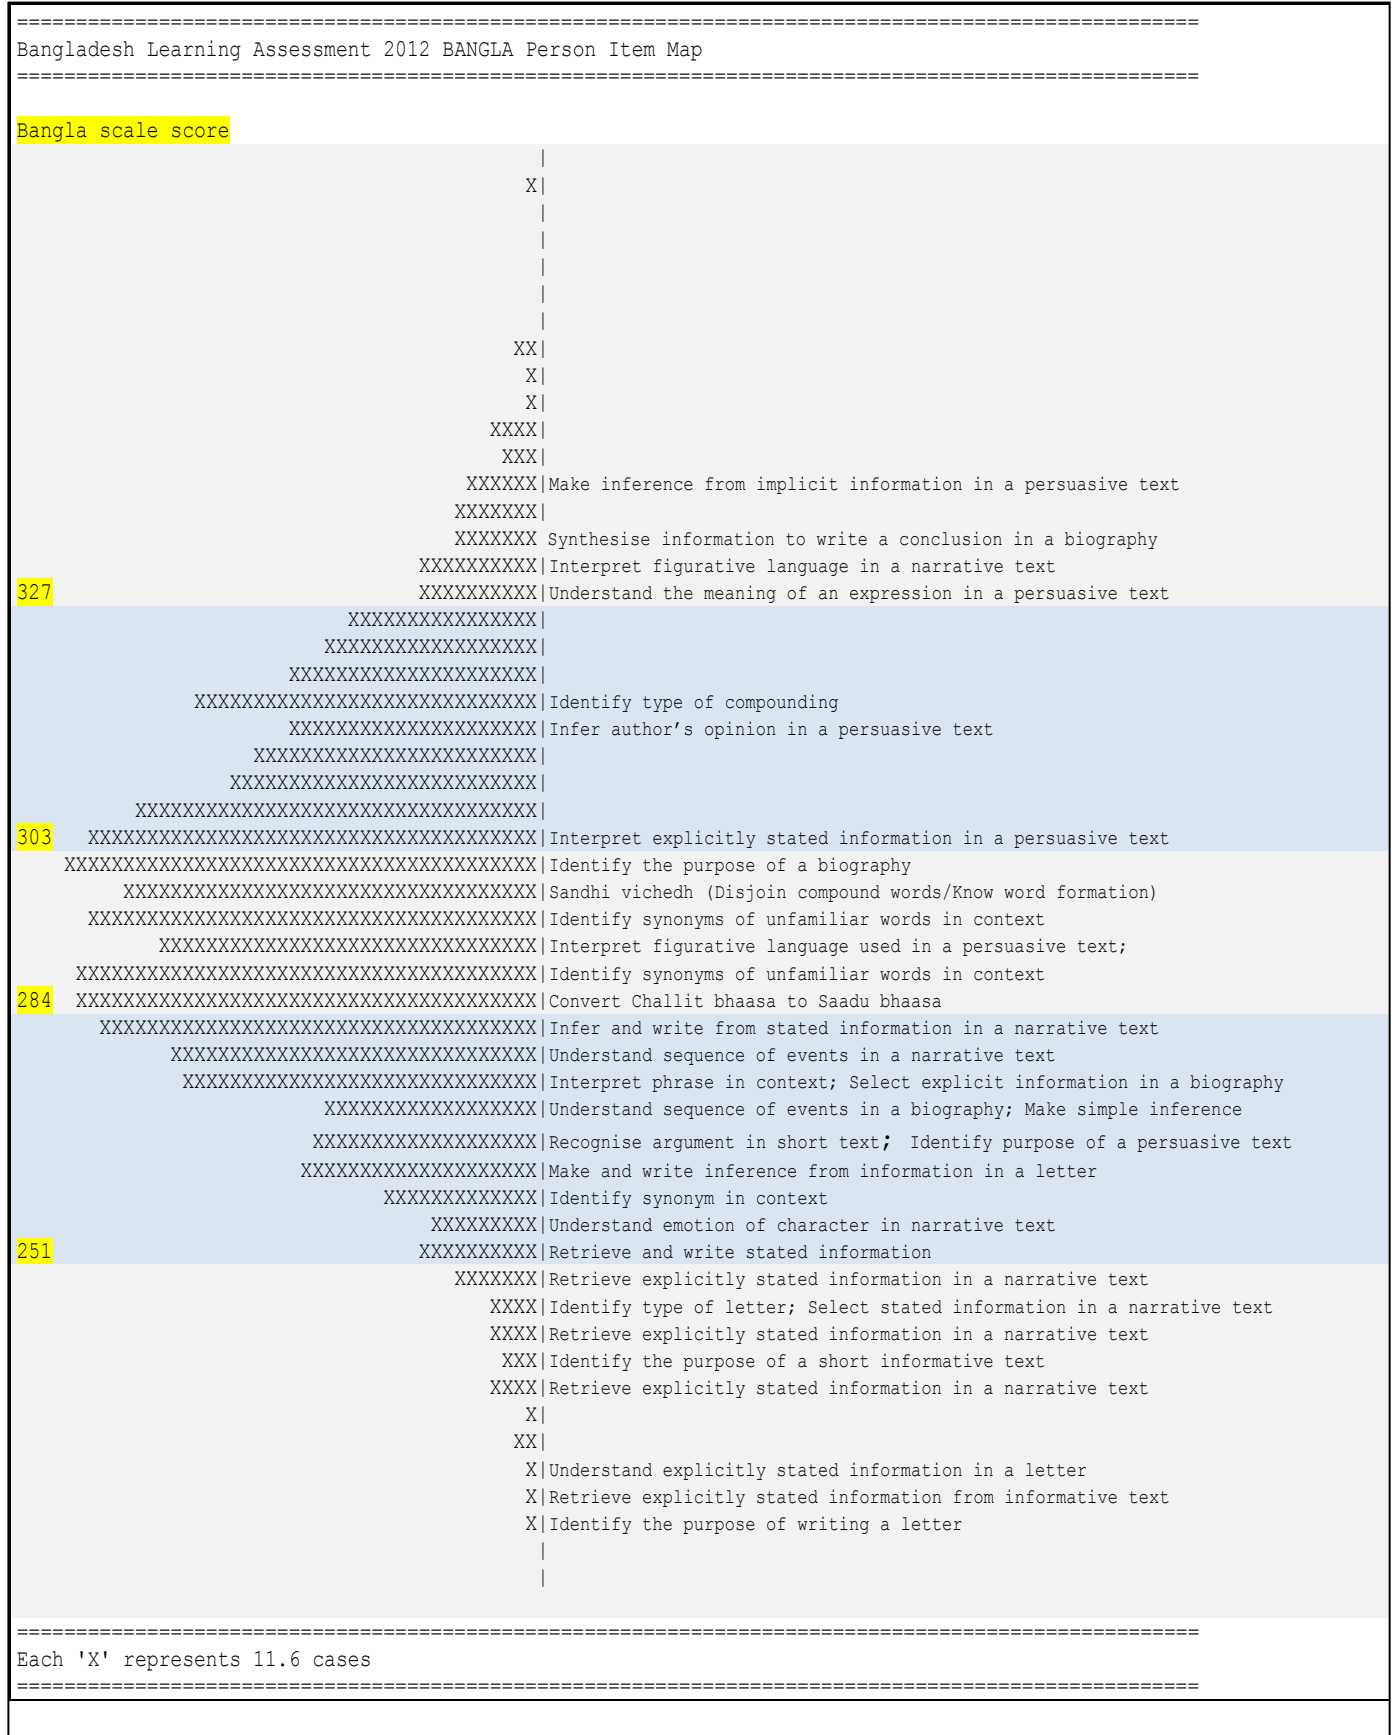 ====================================================================================================
Bangladesh Learning Assessment 2012 BANGLA Person Item Map
====================================================================================================
Bangla scale score
|
X|
|
|
|
|
|
XX|
X|
X|
XXXX|
XXX|
XXXXXX|Make inference from implicit information in a persuasive text
XXXXXXX|
XXXXXXX Synthesise information to write a conclusion in a biography
XXXXXXXXXX|Interpret figurative language in a narrative text
327 XXXXXXXXXX|Understand the meaning of an expression in a persuasive text
XXXXXXXXXXXXXXXX|
XXXXXXXXXXXXXXXXXX|
XXXXXXXXXXXXXXXXXXXXX|
XXXXXXXXXXXXXXXXXXXXXXXXXXXXX|Identify type of compounding
XXXXXXXXXXXXXXXXXXXXX|Infer author’s opinion in a persuasive text
XXXXXXXXXXXXXXXXXXXXXXXX|
XXXXXXXXXXXXXXXXXXXXXXXXXX|
XXXXXXXXXXXXXXXXXXXXXXXXXXXXXXXXXX|
303 XXXXXXXXXXXXXXXXXXXXXXXXXXXXXXXXXXXXXX|Interpret explicitly stated information in a persuasive text
XXXXXXXXXXXXXXXXXXXXXXXXXXXXXXXXXXXXXXXX|Identify the purpose of a biography
XXXXXXXXXXXXXXXXXXXXXXXXXXXXXXXXXXX|Sandhi vichedh (Disjoin compound words/Know word formation)
XXXXXXXXXXXXXXXXXXXXXXXXXXXXXXXXXXXXXX|Identify synonyms of unfamiliar words in context
XXXXXXXXXXXXXXXXXXXXXXXXXXXXXXXX|Interpret figurative language used in a persuasive text;
XXXXXXXXXXXXXXXXXXXXXXXXXXXXXXXXXXXXXXX|Identify synonyms of unfamiliar words in context
284 XXXXXXXXXXXXXXXXXXXXXXXXXXXXXXXXXXXXXXX|Convert Challit bhaasa to Saadu bhaasa
XXXXXXXXXXXXXXXXXXXXXXXXXXXXXXXXXXXXX|Infer and write from stated information in a narrative text
XXXXXXXXXXXXXXXXXXXXXXXXXXXXXXX|Understand sequence of events in a narrative text
XXXXXXXXXXXXXXXXXXXXXXXXXXXXXX|Interpret phrase in context; Select explicit information in a biography
XXXXXXXXXXXXXXXXXX|Understand sequence of events in a biography; Make simple inference
XXXXXXXXXXXXXXXXXXX|Recognise argument in short text; Identify purpose of a persuasive text
XXXXXXXXXXXXXXXXXXXX|Make and write inference from information in a letter
XXXXXXXXXXXXX|Identify synonym in context
XXXXXXXXX|Understand emotion of character in narrative text
251 XXXXXXXXXX|Retrieve and write stated information
XXXXXXX|Retrieve explicitly stated information in a narrative text
XXXX|Identify type of letter; Select stated information in a narrative text
XXXX|Retrieve explicitly stated information in a narrative text
XXX|Identify the purpose of a short informative text
XXXX|Retrieve explicitly stated information in a narrative text
X|
XX|
X|Understand explicitly stated information in a letter
X|Retrieve explicitly stated information from informative text
X|Identify the purpose of writing a letter
|
|
====================================================================================================
Each 'X' represents 11.6 cases
====================================================================================================